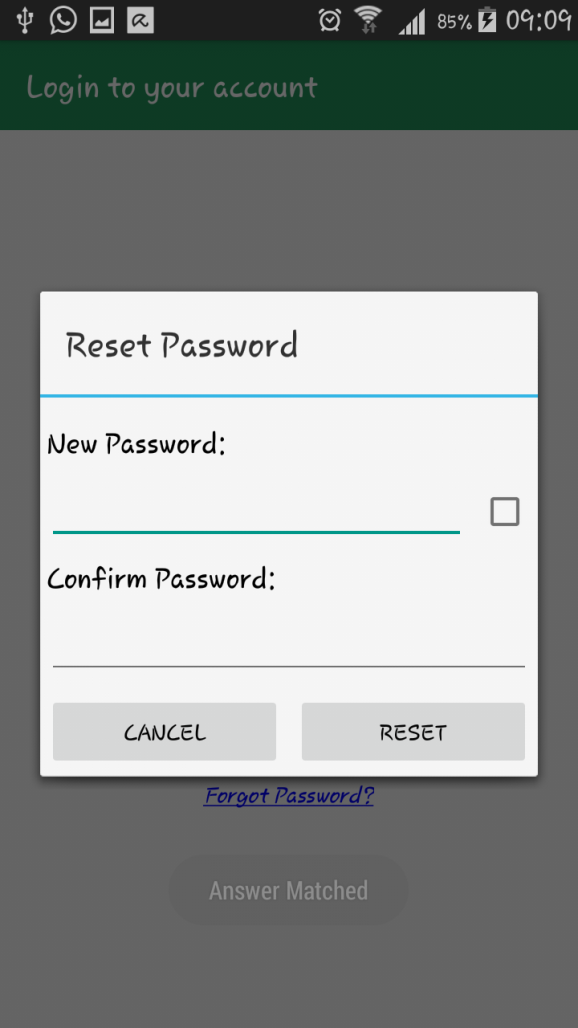 85% 09:09
Login to your account
Reset Password
New Password:
Confirm Password:
CANCEL RESET
Forgot Password?
Answer Matched